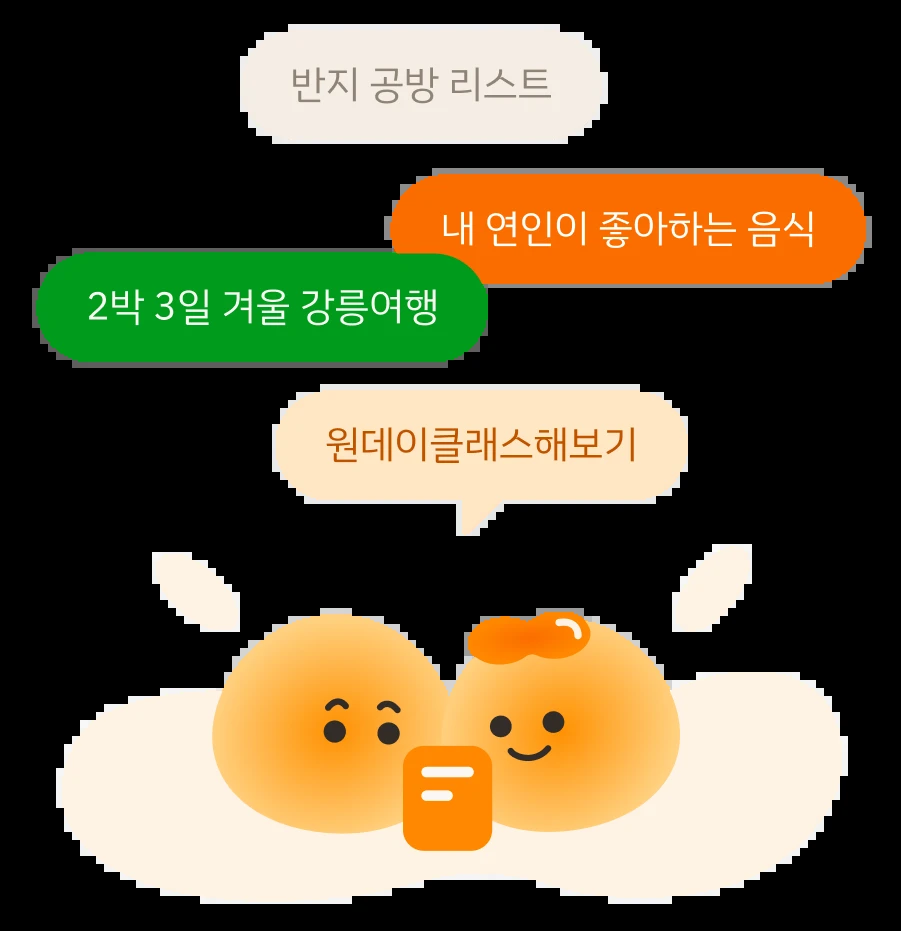 반지 공방 리스트
내 연인이 좋아하는 음식
2박 3일 겨울 강릉여행
원데이클래스해보기